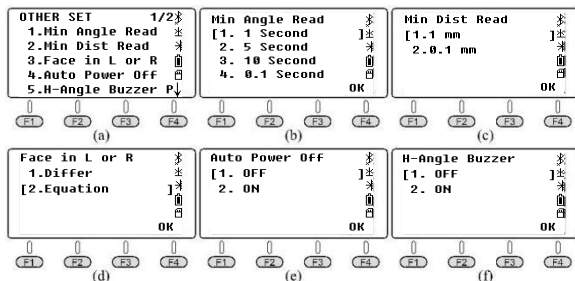 OTHER SET 1/2
1.Min Angle Read
2.Min Dist Read
3.Face in L or R
4.Auto Power Off
5.H-Angle Buzzer P↓
F1 F2 F3 F4
(a)
Min Angle Read
[1. 1 Second ]
2. 5 Second
3. 10 Second
4. 0.1 Second
OK
F1 F2 F3 F4
(b)
Min Dist Read
[1.1 mm ]
2.0.1 mm
OK
F1 F2 F3 F4
(c)
Face in L or R
1.Differ
[2.Equation ]
OK
F1 F2 F3 F4
(d)
Auto Power Off
[1. OFF ]
2. ON
OK
F1 F2 F3 F4
(e)
H-Angle Buzzer
[1. OFF ]
2. ON
OK
F1 F2 F3 F4
(f)